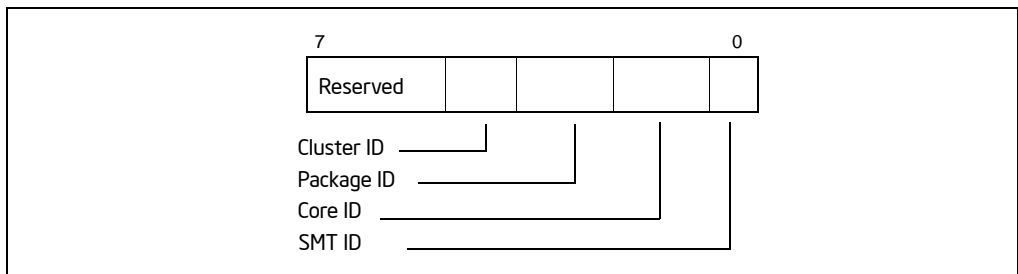 7 0
Reserved
Cluster ID
Package ID
Core ID
SMT ID